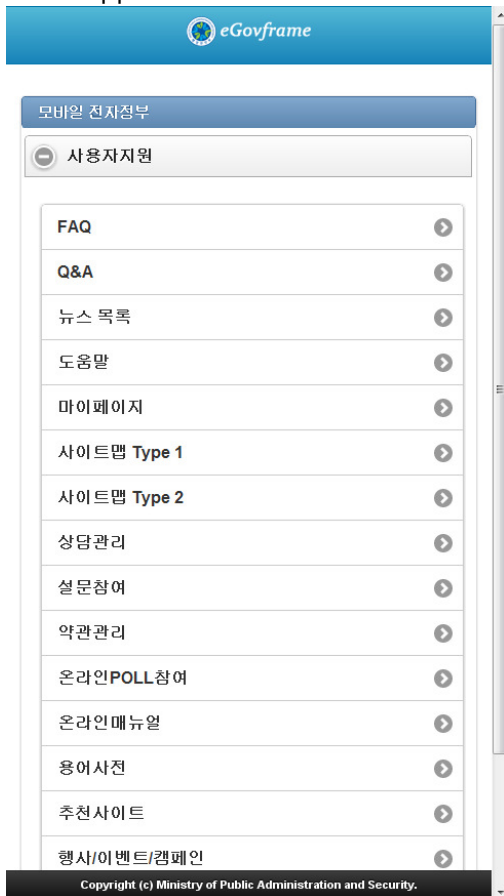 eGovframe
모바일 전자정부
사용자지원
FAQ
Q&A
뉴스 목록
도움말
마이페이지
사이트맵 Type 1
사이트맵 Type 2
상담관리
설문참여
약관관리
온라인POLL참여
온라인매뉴얼
용어사전
추천사이트
행사/이벤트/캠페인
Copyright (c) Ministry of Public Administration and Security.